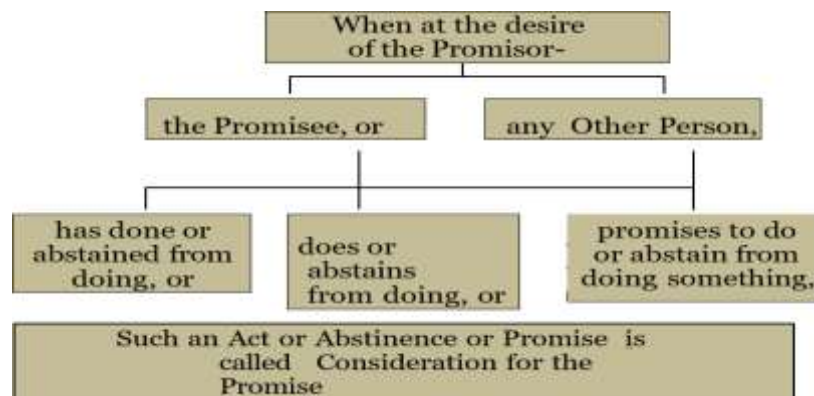 When at the desire
of the Promisor-
the Promisee, or
any Other Person,
has done or
abstained from
doing, or
does or
abstains
from doing, or
promises to do
or abstain from
doing something,
Such an Act or Abstinence or Promise is
called Consideration for the
Promise